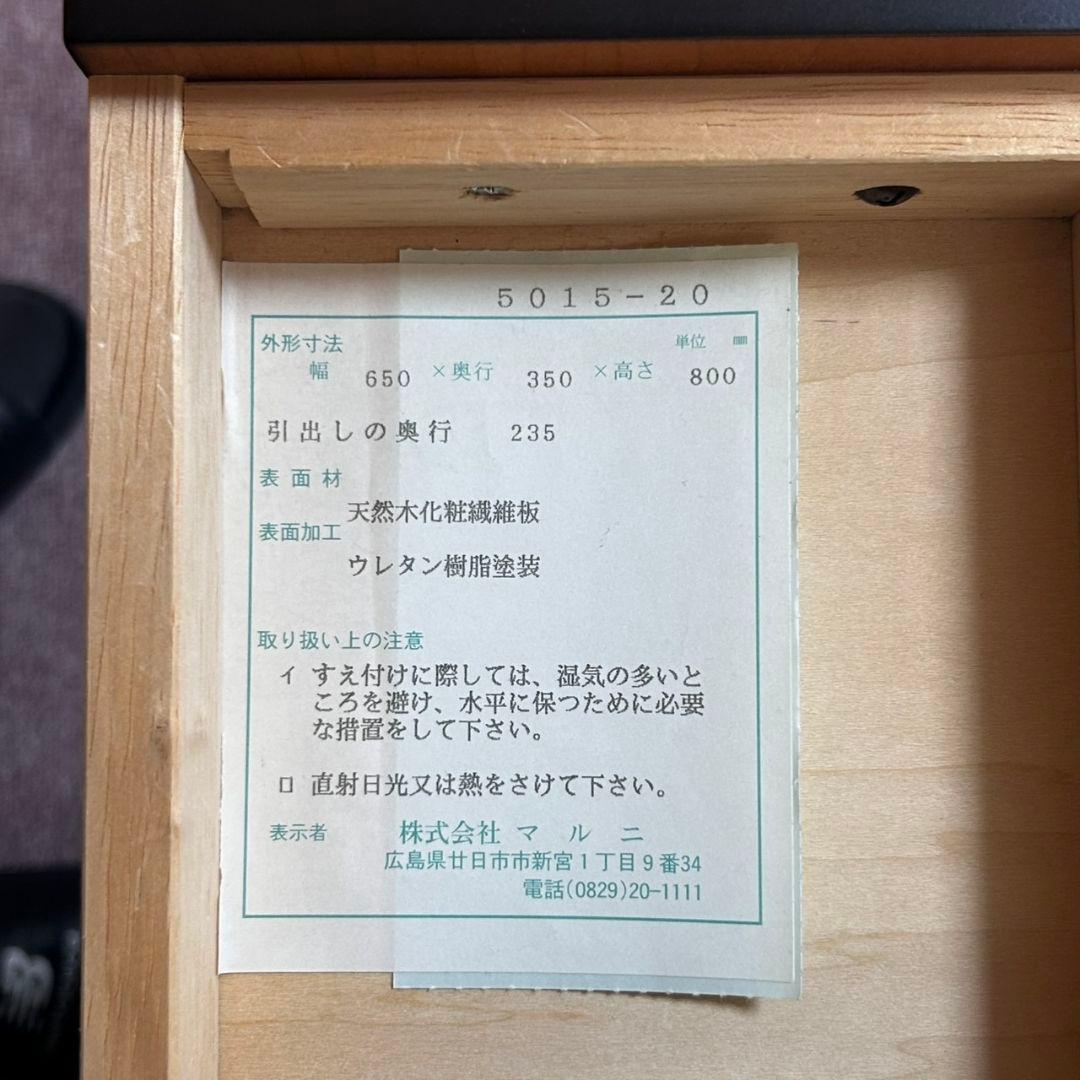 5015-20
外形寸法 単位 mm
幅 650 ×奥行 350 ×高さ 800
引出しの奥行 235
表面材
天然木化粧繊維板
表面加工
ウレタン樹脂塗装
取り扱い上の注意
イ すえ付けに際しては、湿気の多いと
ころを避け、水平に保つために必要
な措置をして下さい。
ロ 直射日光又は熱をさけて下さい。
表示者 株式会社 マルニ
広島県廿日市市新宮1丁目9番34
電話(0829)20-1111